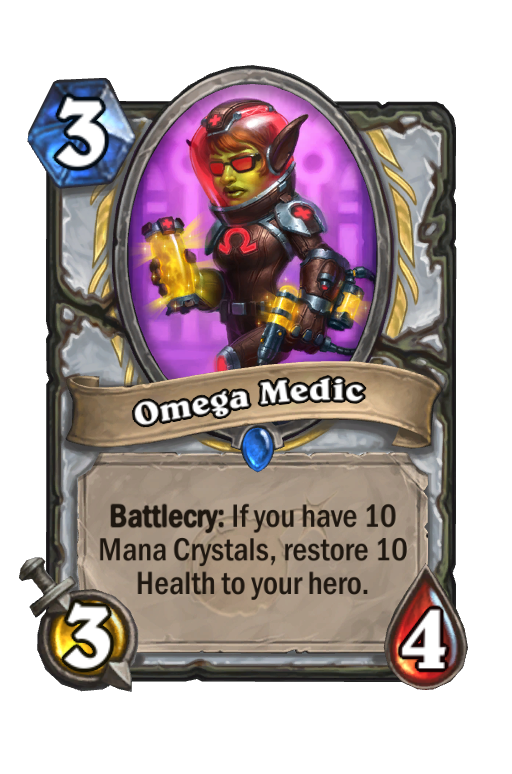 3
Omega Medic
Battlecry: If you have 10
Mana Crystals, restore 10
Health to your hero.
3
4